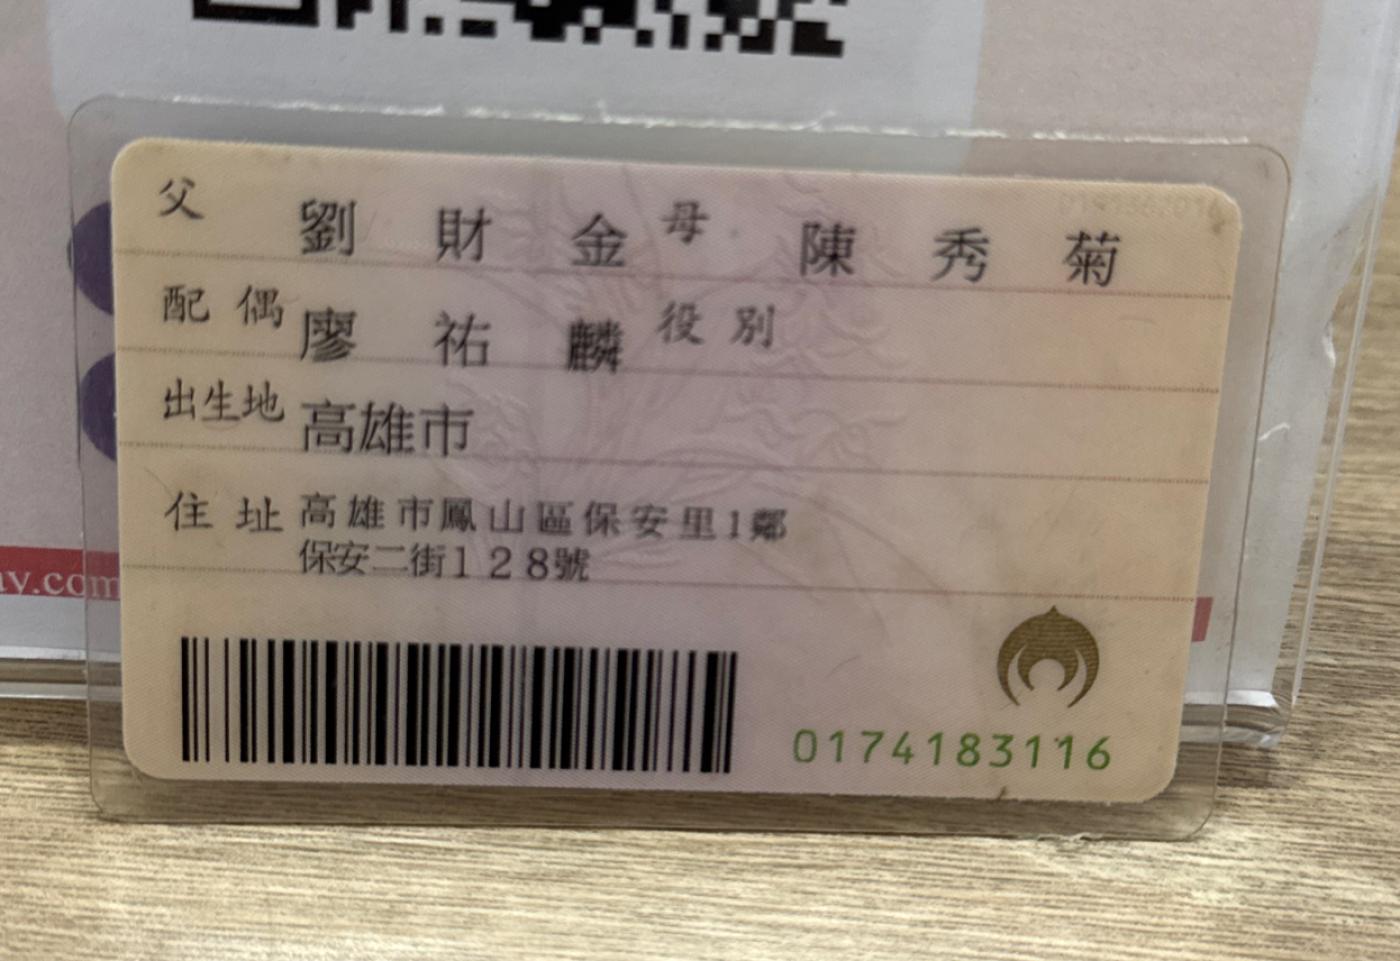 父 劉財金 母 陳秀菊
配偶 廖祐麟 役別
出生地 高雄市
住址 高雄市鳳山區保安里1鄰
保安二街128號
ay.com
0174183116